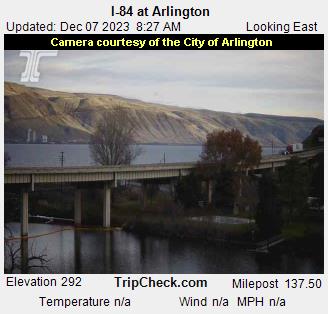 I-84 at Arlington
Updated: Dec 07 2023 8:27 AM Looking East
Camera courtesy of the City of Arlington
Elevation 292 TripCheck.com Milepost 137.50
Temperature n/a Wind n/a MPH n/a